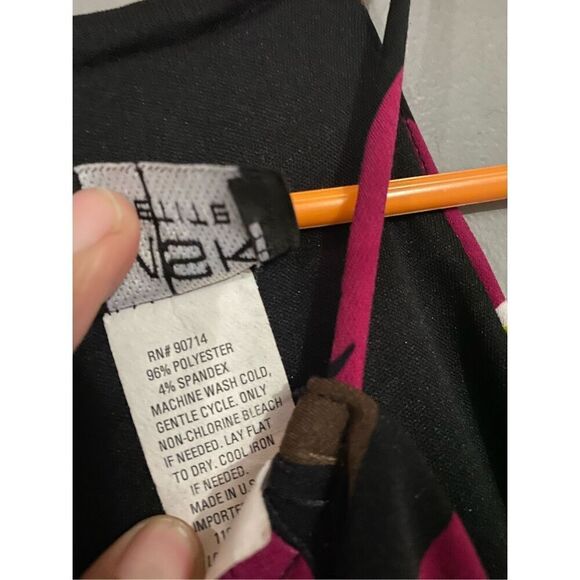 RN# 90714
96% POLYESTER
4% SPANDEX
MACHINE WASH COLD,
GENTLE CYCLE. ONLY
NON-CHLORINE BLEACH
IF NEEDED. LAY FLAT
TO DRY. COOL IRON
IF NEEDED.
MADE IN U.S.
IMPORTE